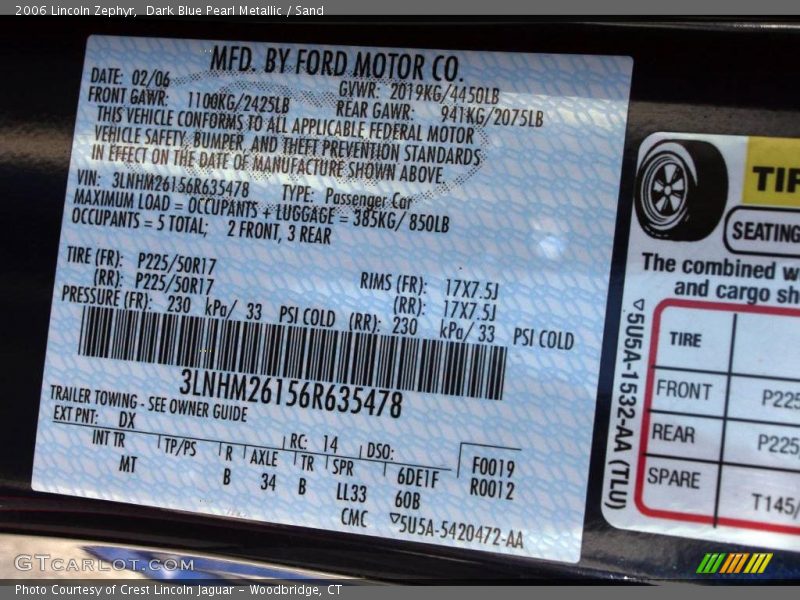 2006 Lincoln Zephyr,  Dark Blue Pearl Metallic / Sand
MFD. BY FORD MOTOR CO.
DATE: 02/06 GVWR: 2019KG/4450LB
FRONT GAWR: 1100KG/2425LB REAR GAWR: 941KG/2075LB
THIS VEHICLE CONFORMS TO ALL APPLICABLE FEDERAL MOTOR
VEHICLE SAFETY, BUMPER, AND THEFT PREVENTION STANDARDS
IN EFFECT ON THE DATE OF MANUFACTURE SHOWN ABOVE.
VIN: 3LNHM26156R635478 TYPE: Passenger Car
MAXIMUM LOAD = OCCUPANTS + LUGGAGE = 385KG/ 850LB
OCCUPANTS = 5 TOTAL; 2 FRONT, 3 REAR
TIRE (FR): P225/50R17 RIMS (FR): 17X7.5J
(RR): P225/50R17 (RR): 17X7.5J
PRESSURE (FR): 230 kPa/ 33 PSI COLD (RR): 230 kPa/ 33 PSI COLD
3LNHM26156R635478
TRAILER TOWING - SEE OWNER GUIDE
EXT PNT: DX RC: 14 DSO: F0019
INT TR TP/PS R AXLE TR SPR 6DE1F R0012
MT B 34 B LL33 60B
CMC ▽5U5A-5420472-AA
TIR
SEATING
The combined w
and cargo sh
TIRE
FRONT P225
REAR P225
SPARE T145/
▽5U5A-1532-AA (TLU)
GTCARLOT.COM
Photo Courtesy of Crest Lincoln Jaguar - Woodbridge, CT